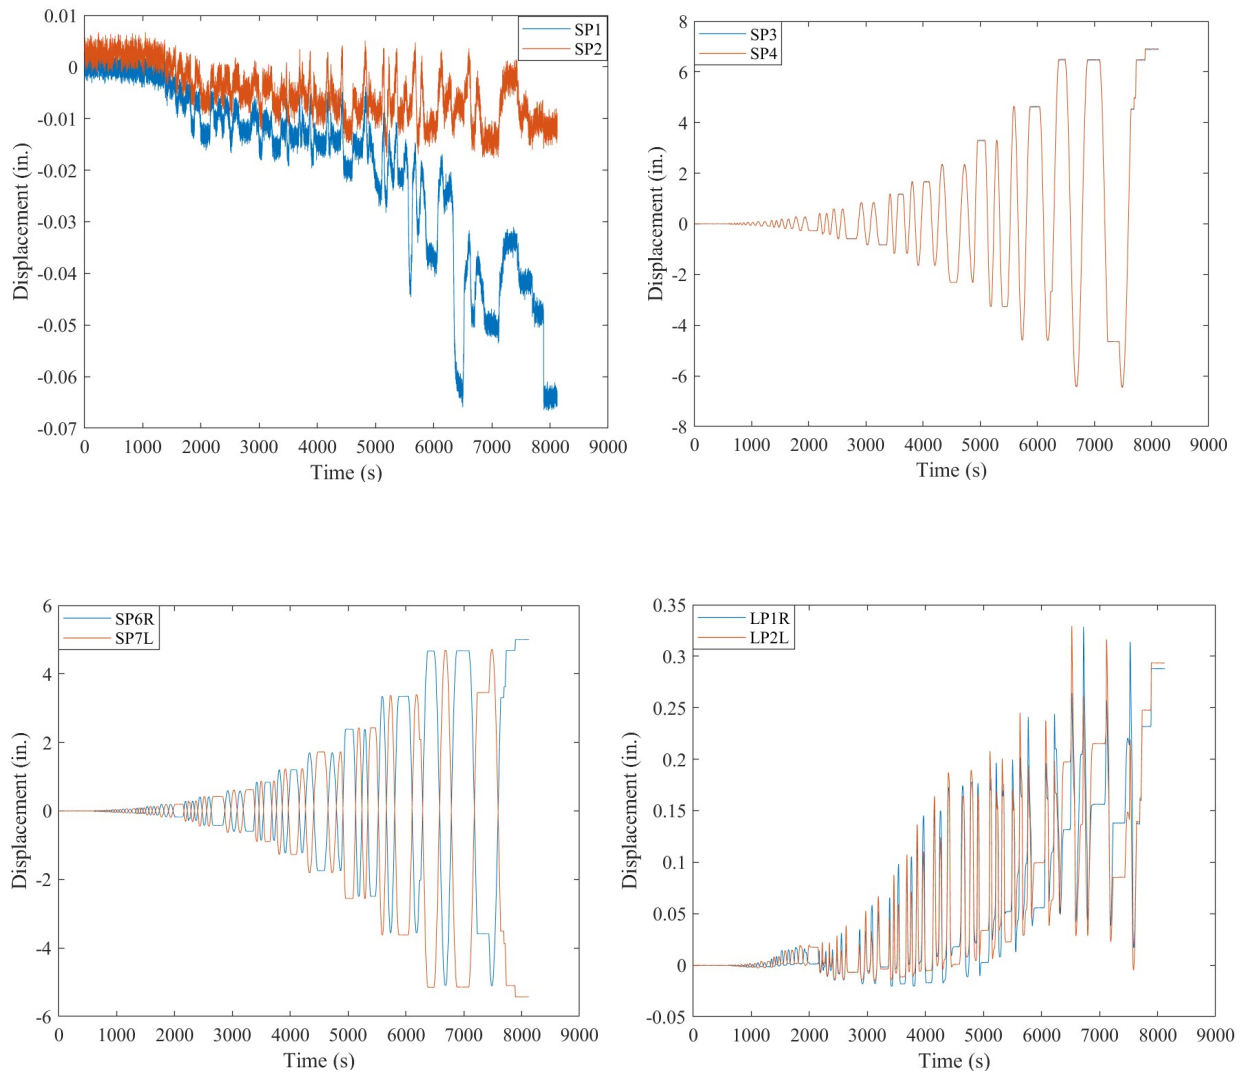 0.01
0
-0.01
-0.02
-0.03
-0.04
-0.05
-0.06
-0.07
Displacement (in.)
0 1000 2000 3000 4000 5000 6000 7000 8000 9000
Time (s)
SP1
SP2
8
6
4
2
0
-2
-4
-6
-8
Displacement (in.)
0 1000 2000 3000 4000 5000 6000 7000 8000 9000
Time (s)
SP3
SP4
6
4
2
0
-2
-4
-6
Displacement (in.)
0 1000 2000 3000 4000 5000 6000 7000 8000 9000
Time (s)
SP6R
SP7L
0.35
0.3
0.25
0.2
0.15
0.1
0.05
0
-0.05
Displacement (in.)
0 1000 2000 3000 4000 5000 6000 7000 8000 9000
Time (s)
LP1R
LP2L